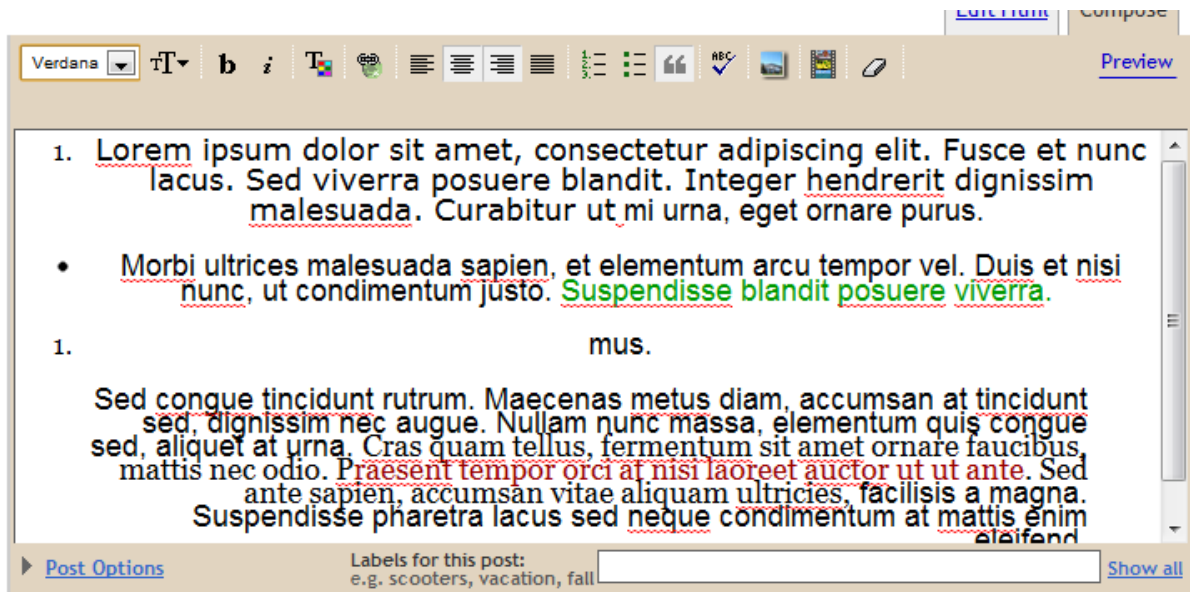 Edit Html Compose
Verdana TT b i T ABC Preview
1. Lorem ipsum dolor sit amet, consectetur adipiscing elit. Fusce et nunc
lacus. Sed viverra posuere blandit. Integer hendrerit dignissim
malesuada. Curabitur ut mi urna, eget ornare purus.
• Morbi ultrices malesuada sapien, et elementum arcu tempor vel. Duis et nisi
nunc, ut condimentum justo. Suspendisse blandit posuere viverra.
1. mus.
Sed congue tincidunt rutrum. Maecenas metus diam, accumsan at tincidunt
sed, dignissim nec augue. Nullam nunc massa, elementum quis congue
sed, aliquet at urna. Cras quam tellus, fermentum sit amet ornare faucibus,
mattis nec odio. Praesent tempor orci at nisi laoreet auctor ut ut ante. Sed
ante sapien, accumsan vitae aliquam ultricies, facilisis a magna.
Suspendisse pharetra lacus sed neque condimentum at mattis enim
eleifend.
Post Options
Labels for this post:
e.g. scooters, vacation, fall
Show all